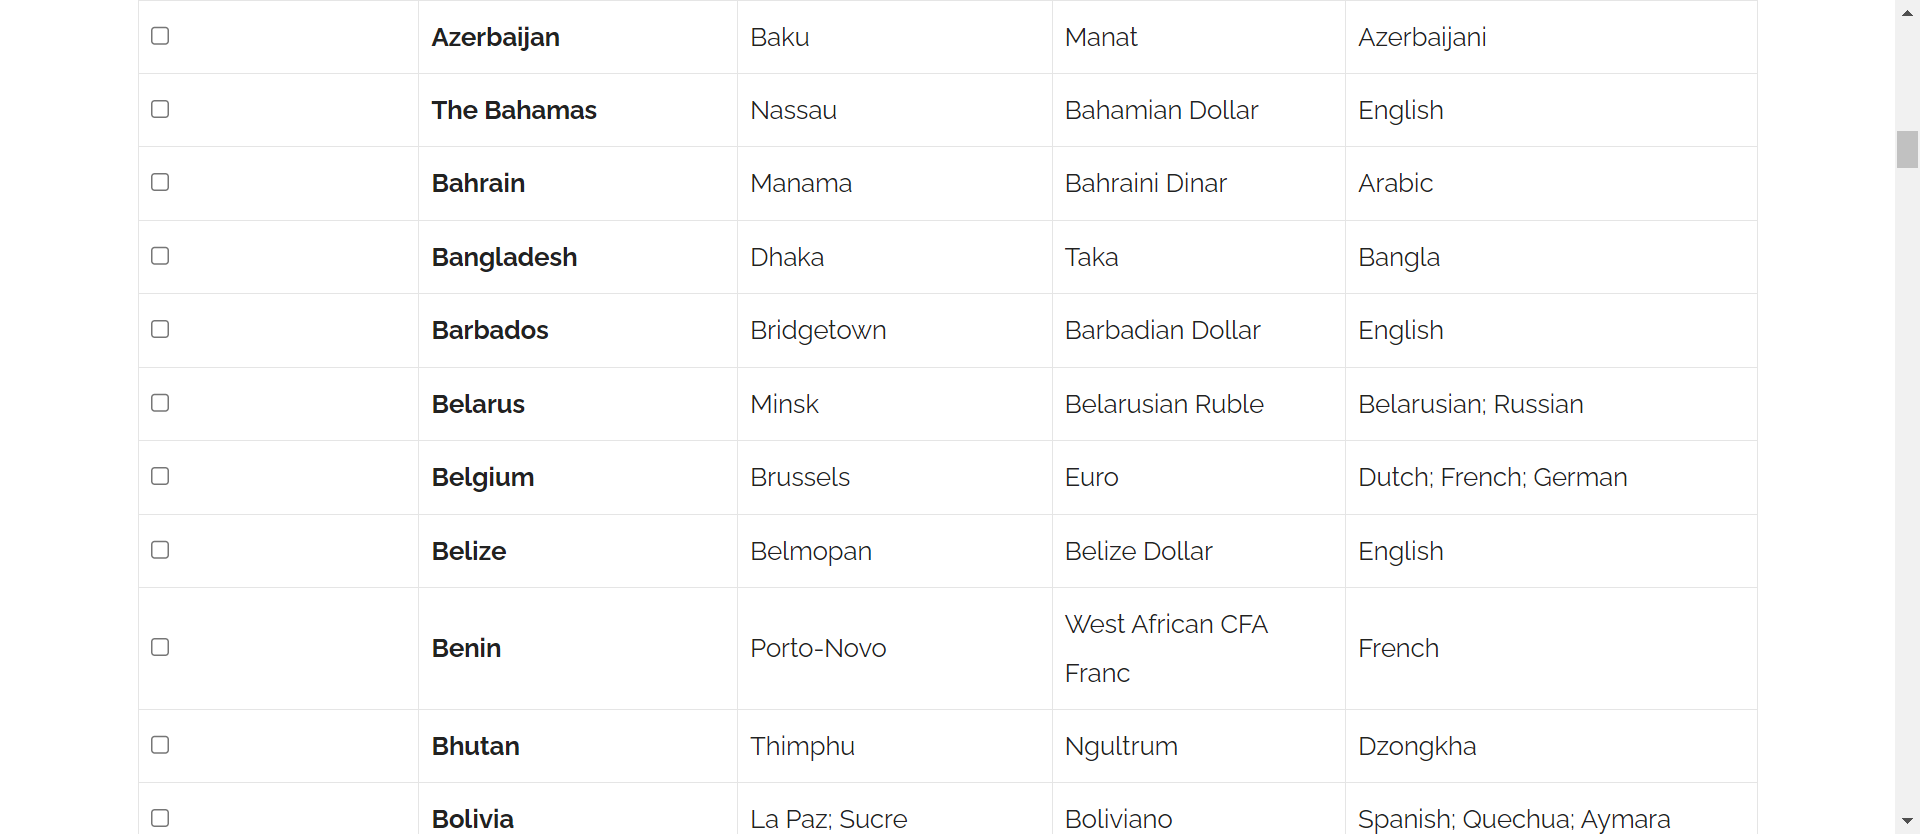 Azerbaijan Baku Manat Azerbaijani
The Bahamas Nassau Bahamian Dollar English
Bahrain Manama Bahraini Dinar Arabic
Bangladesh Dhaka Taka Bangla
Barbados Bridgetown Barbadian Dollar English
Belarus Minsk Belarusian Ruble Belarusian; Russian
Belgium Brussels Euro Dutch; French; German
Belize Belmopan Belize Dollar English
Benin Porto-Novo West African CFA
Franc French
Bhutan Thimphu Ngultrum Dzongkha
Bolivia La Paz; Sucre Boliviano Spanish; Quechua; Aymara